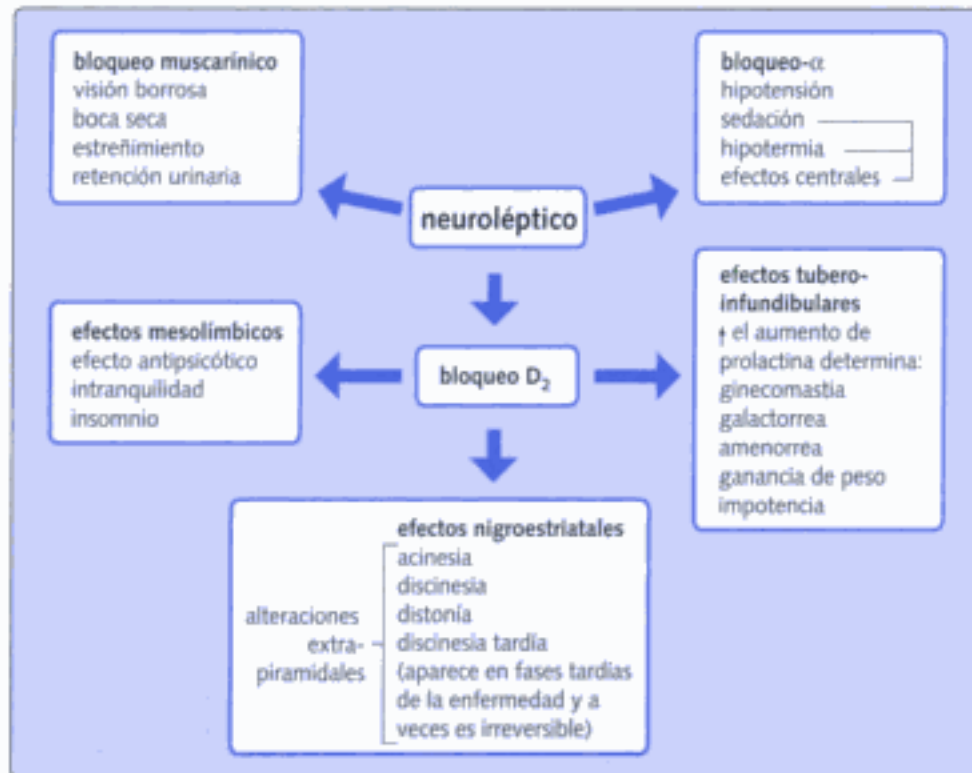 bloqueo muscarínico
visión borrosa
boca seca
estreñimiento
retención urinaria
bloqueo-α
hipotensión
sedación
hipotermia
efectos centrales
neuroléptico
efectos mesolímbicos
efecto antipsicótico
intranquilidad
insomnio
bloqueo D₂
efectos tubero-
infundibulares
↑ el aumento de
prolactina determina:
ginecomastia
galactorrea
amenorrea
ganancia de peso
impotencia
alteraciones
extra-
piramidales
efectos nigroestriatales
acinesia
discinesia
distonía
discinesia tardía
(aparece en fases tardías
de la enfermedad y a
veces es irreversible)